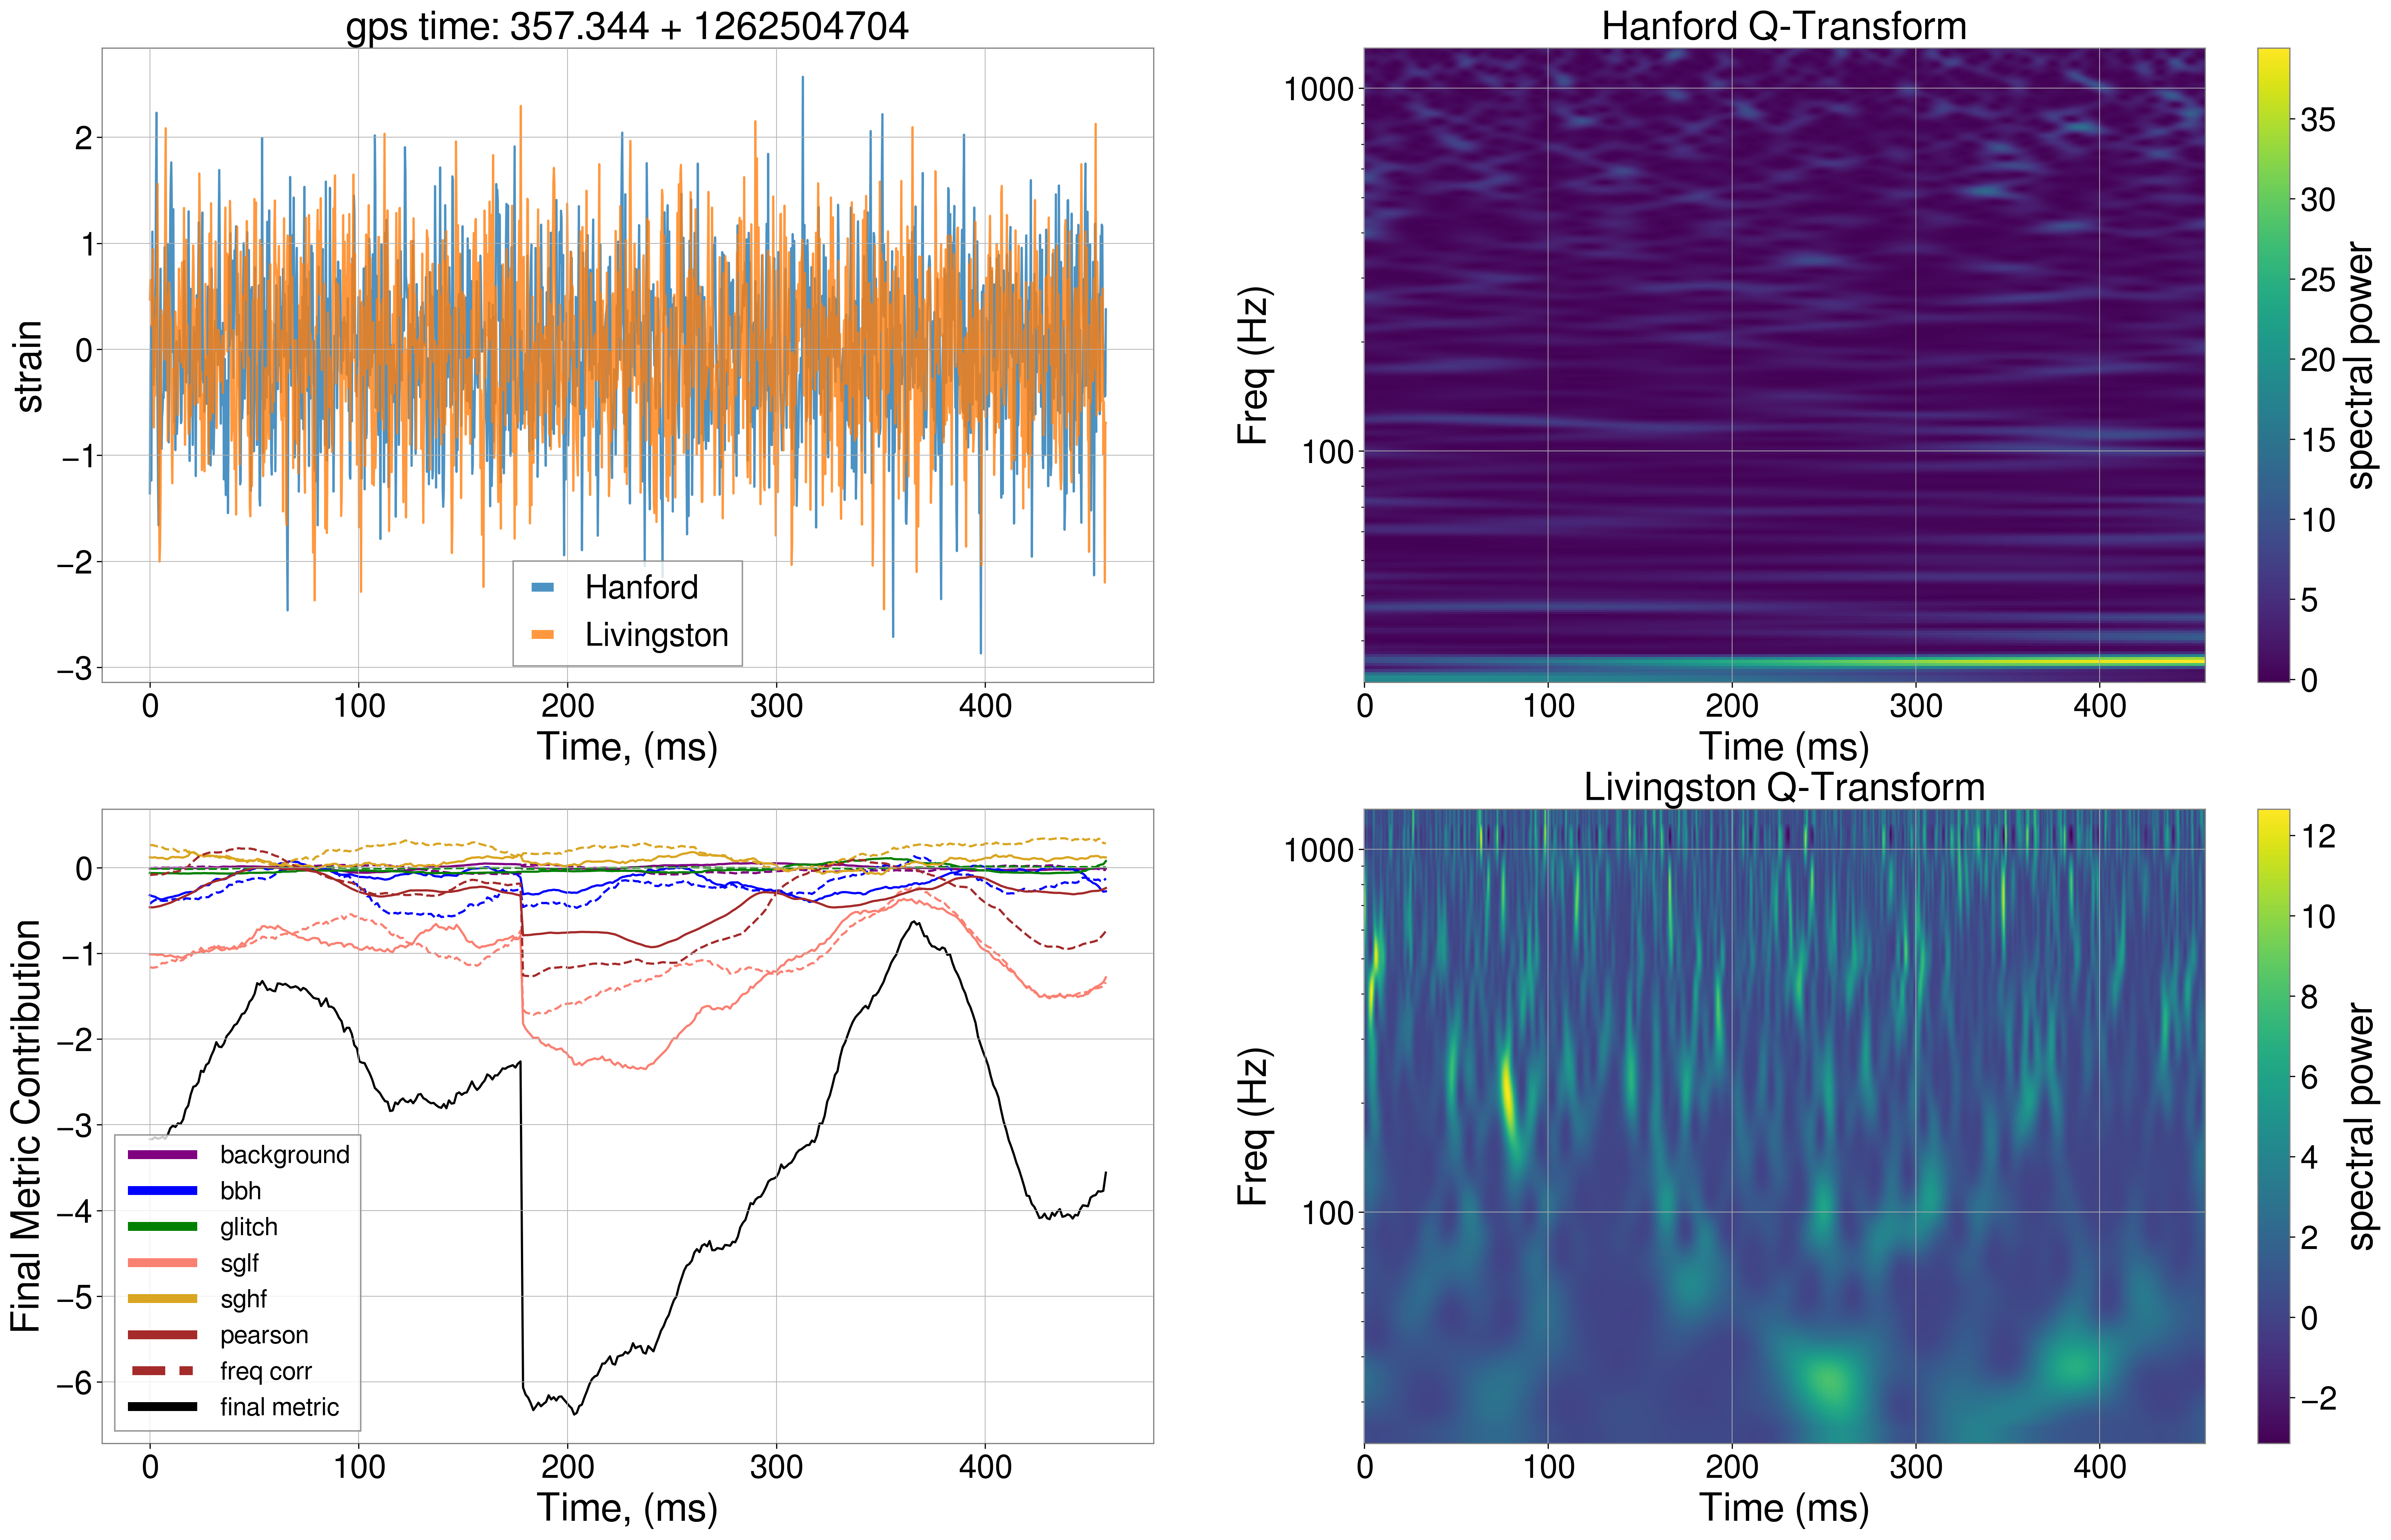 gps time: 357.344 + 1262504704
strain
2
1
0
−1
−2
−3
Hanford
Livingston
0 100 200 300 400
Time, (ms)
Hanford Q-Transform
Freq (Hz)
1000
100
0 100 200 300 400
Time (ms)
35
30
25
20
15
10
5
0
spectral power
Final Metric Contribution
0
−1
−2
−3
−4
−5
−6
background
bbh
glitch
sglf
sghf
pearson
freq corr
final metric
0 100 200 300 400
Time, (ms)
Livingston Q-Transform
Freq (Hz)
1000
100
0 100 200 300 400
Time (ms)
12
10
8
6
4
2
0
−2
spectral power